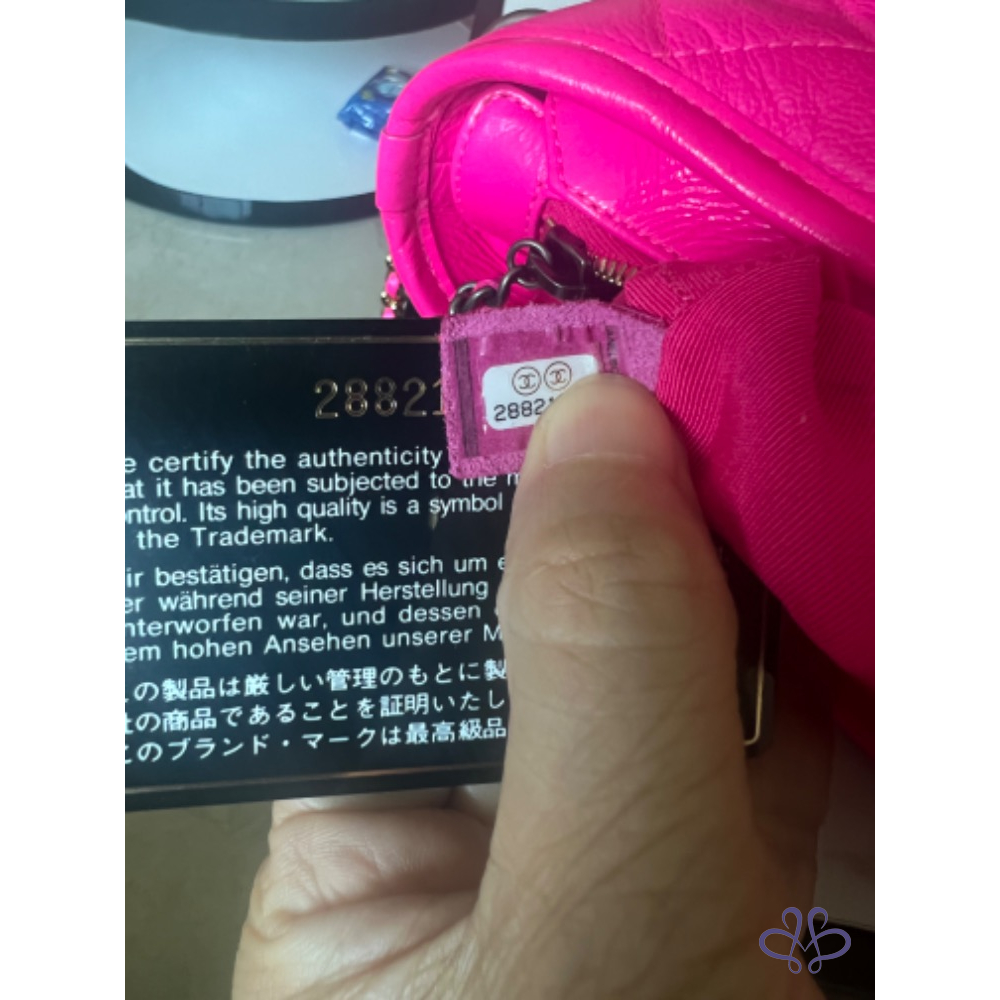 28821
e certify the authenticity
at it has been subjected to the m
ontrol. Its high quality is a symbol
the Trademark.
ir bestätigen, dass es sich um e
er während seiner Herstellung
nterworfen war, und dessen
em hohen Ansehen unserer M
の製品は厳しい管理のもとに製
社の商品であることを証明いたし
このブランド・マークは最高級品
2882